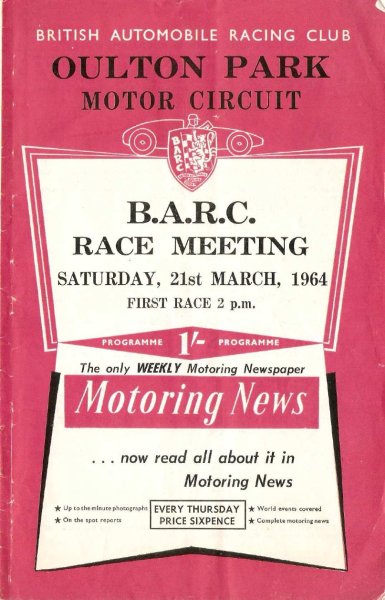 BRITISH AUTOMOBILE RACING CLUB
OULTON PARK
MOTOR CIRCUIT
B A R C
B.A.R.C.
RACE MEETING
SATURDAY, 21st MARCH, 1964
FIRST RACE 2 p.m.
PROGRAMME 1/- PROGRAMME
The only WEEKLY Motoring Newspaper
Motoring News
... now read all about it in
Motoring News
★ Up to the minute photographs
★ On the spot reports
EVERY THURSDAY
PRICE SIXPENCE
★ World events covered
★ Complete motoring news